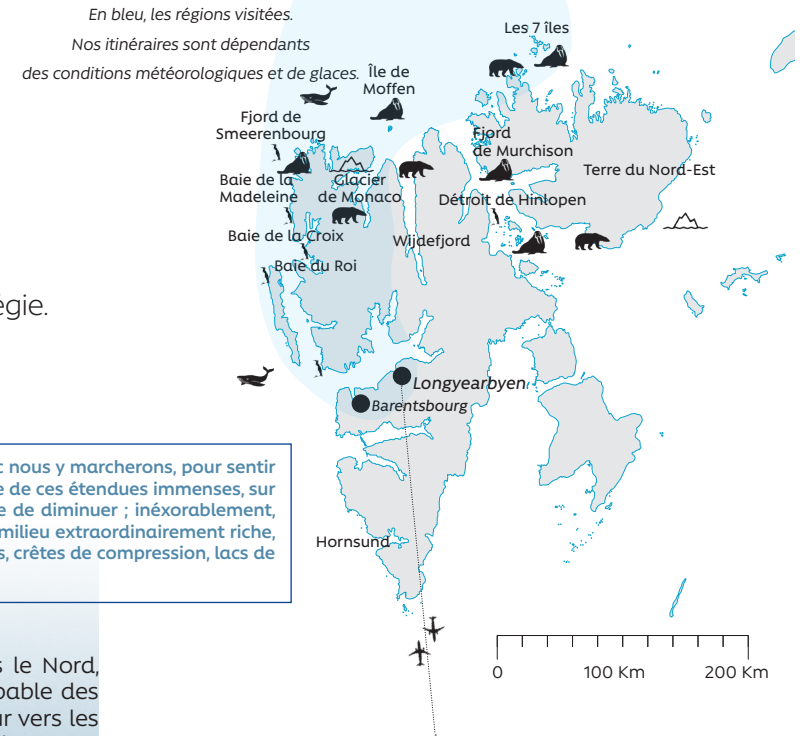 En bleu, les régions visitées.
Nos itinéraires sont dépendants
des conditions météorologiques et de glaces.
Les 7 îles
Île de
Moffen
Fjord de
Smeerenbourg
Fjord
de Murchison
Terre du Nord-Est
Baie de la
Madeleine
Glacier
de Monaco
Détroit de Hinlopen
Baie de la Croix
Wijdefjord
Baie du Roi
égie.
Longyearbyen
Barentsbourg
c nous y marcherons, pour sentir
e de ces étendues immenses, sur
e de diminuer ; inéxorablement,
milieu extraordinairement riche,
s, crêtes de compression, lacs de
Hornsund
s le Nord,
pable des
ur vers les
0 100 Km 200 Km